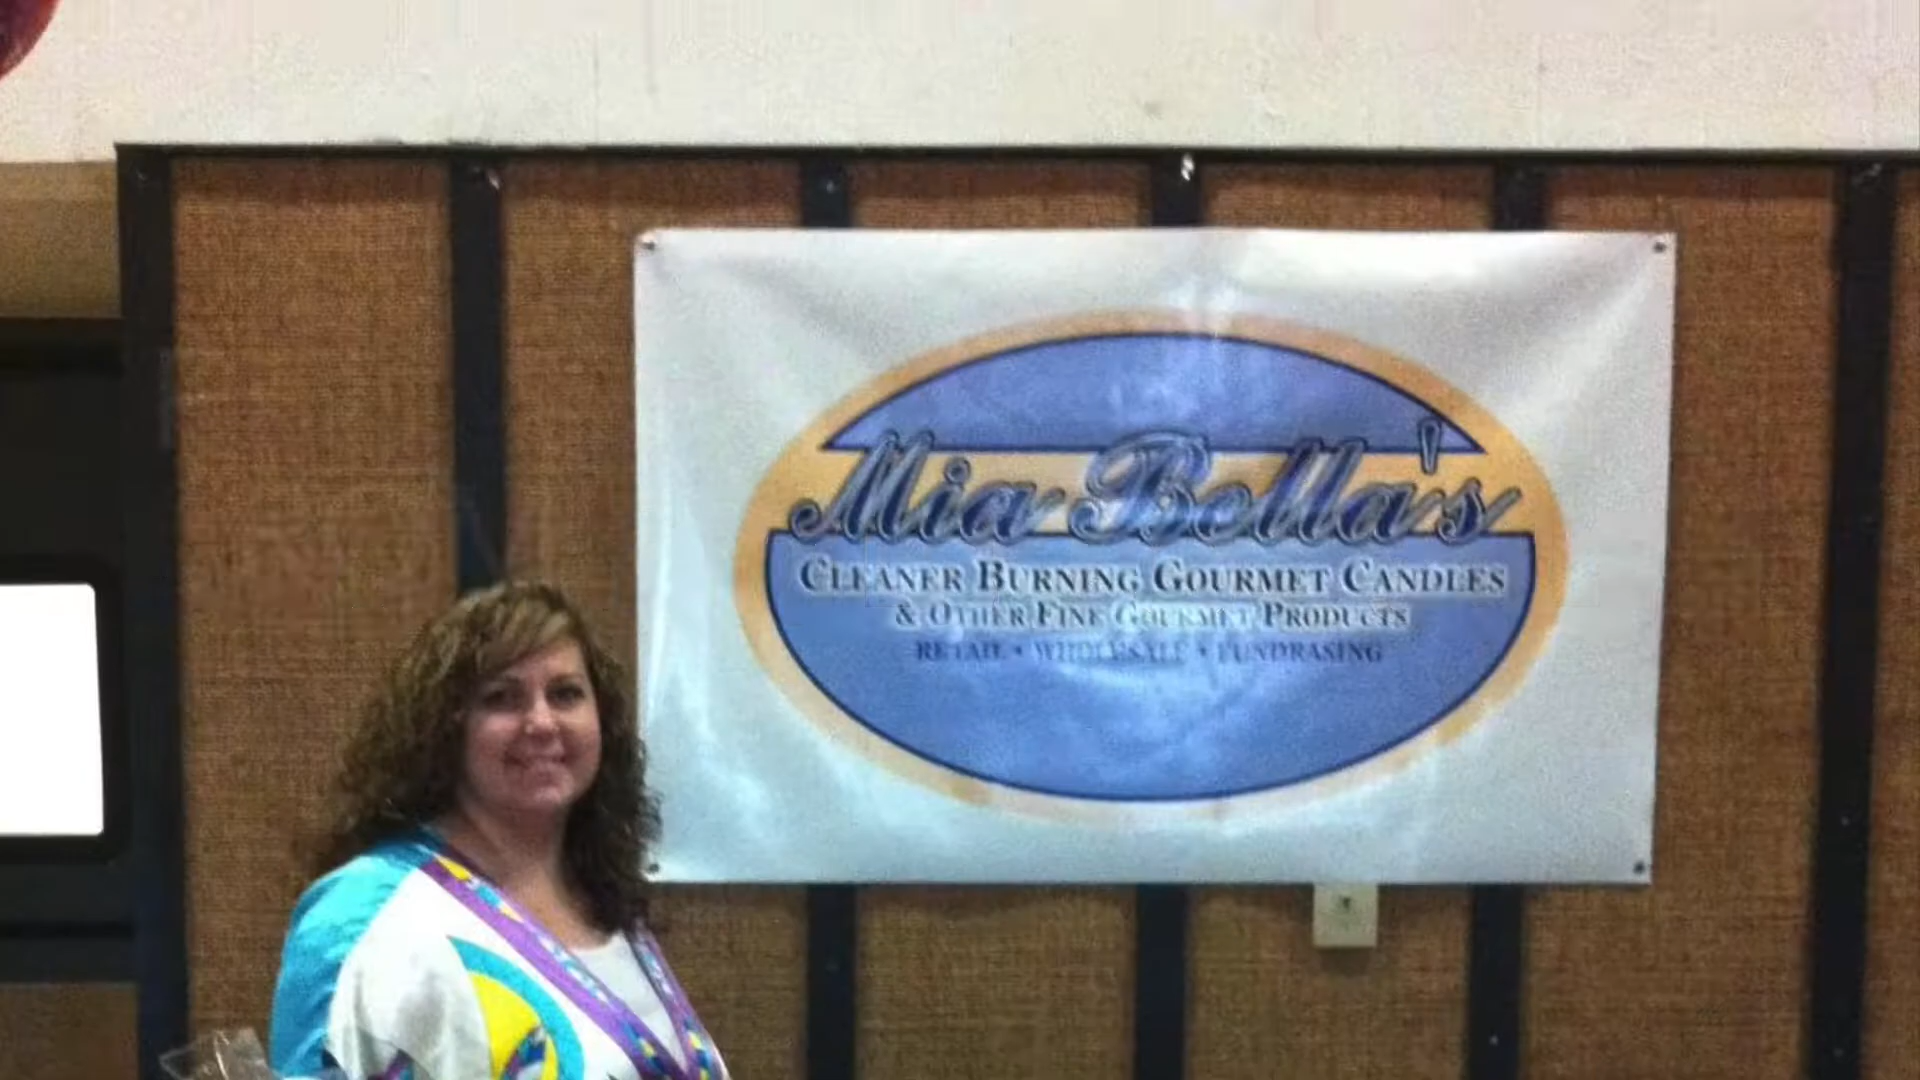 Mia Bella's
CLEANER BURNING GOURMET CANDLES
& OTHER FINE GOURMET PRODUCTS
RETAIL • WHOLESALE • FUNDRASING